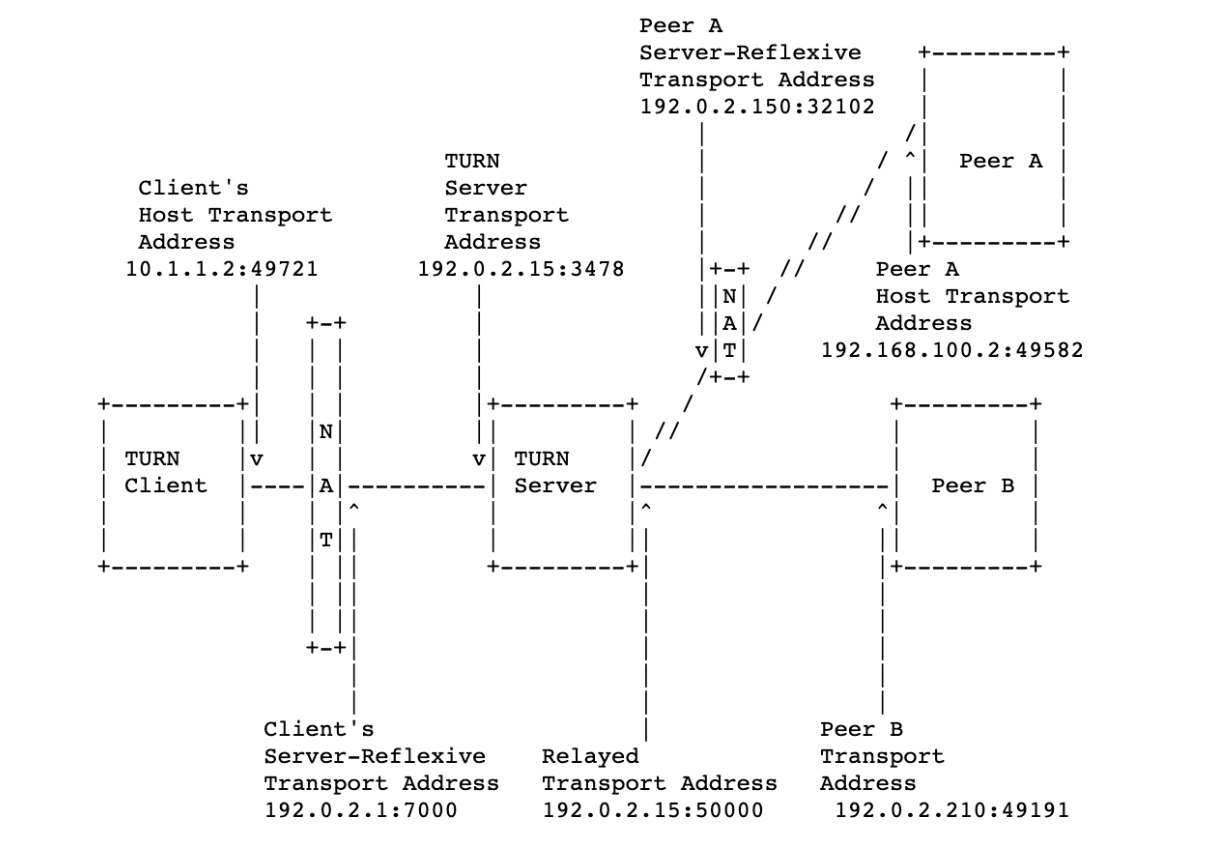 Peer A
Server-Reflexive
Transport Address
192.0.2.150:32102
Peer A
TURN
Server
Transport
Address
192.0.2.15:3478
Client's
Host Transport
Address
10.1.1.2:49721
Peer A
Host Transport
Address
192.168.100.2:49582
N
A
T
N
A
T
TURN
Client
TURN
Server
Peer B
Client's
Server-Reflexive
Transport Address
192.0.2.1:7000
Relayed
Transport Address
192.0.2.15:50000
Peer B
Transport
Address
192.0.2.210:49191